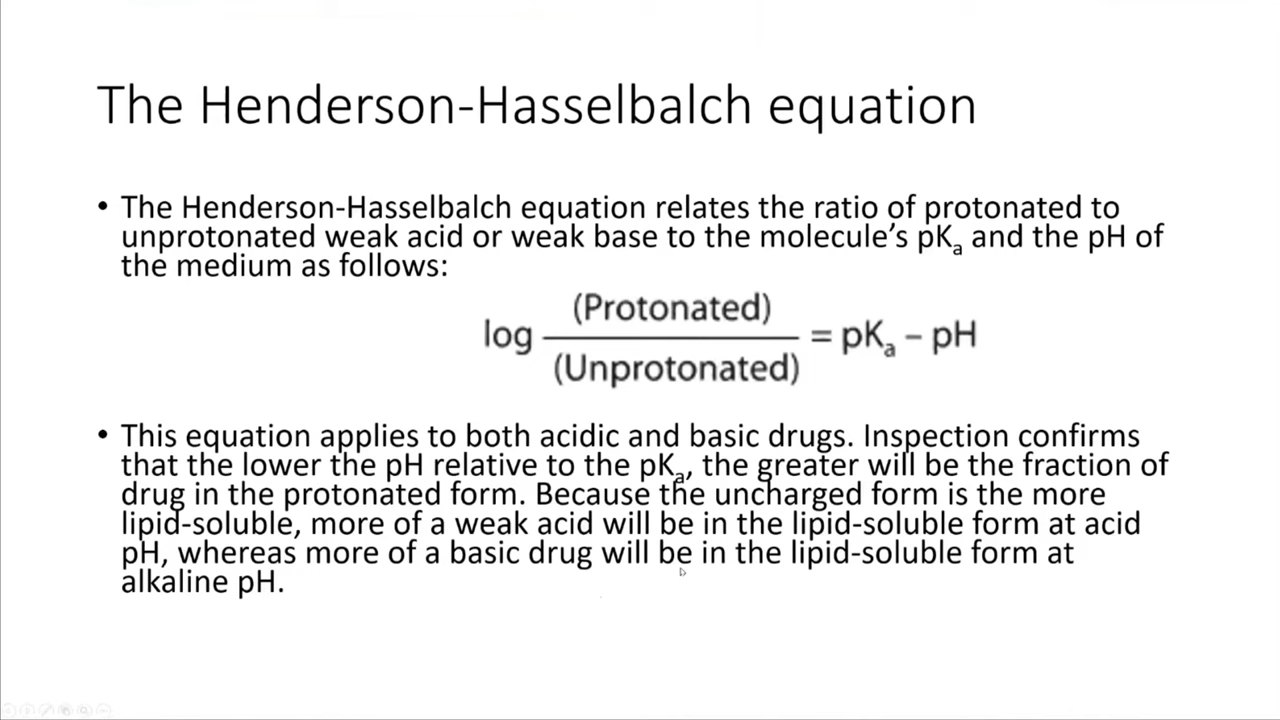 The Henderson-Hasselbalch equation
• The Henderson-Hasselbalch equation relates the ratio of protonated to
unprotonated weak acid or weak base to the molecule’s pKa and the pH of
the medium as follows:
log (Protonated) / (Unprotonated) = pKa – pH
• This equation applies to both acidic and basic drugs. Inspection confirms
that the lower the pH relative to the pKa, the greater will be the fraction of
drug in the protonated form. Because the uncharged form is the more
lipid-soluble, more of a weak acid will be in the lipid-soluble form at acid
pH, whereas more of a basic drug will be in the lipid-soluble form at
alkaline pH.